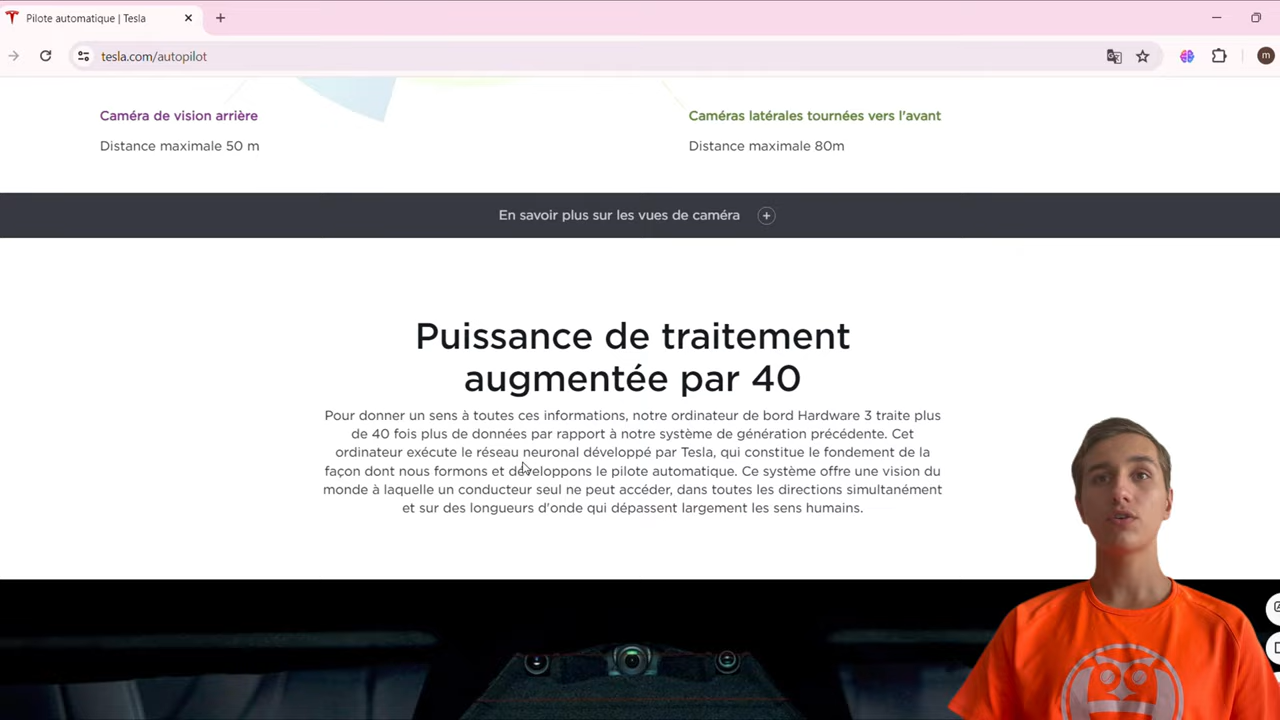 Pilote automatique | Tesla
tesla.com/autopilot
m
Caméra de vision arrière
Distance maximale 50 m
Caméras latérales tournées vers l'avant
Distance maximale 80m
En savoir plus sur les vues de caméra
Puissance de traitement
augmentée par 40
Pour donner un sens à toutes ces informations, notre ordinateur de bord Hardware 3 traite plus
de 40 fois plus de données par rapport à notre système de génération précédente. Cet
ordinateur exécute le réseau neuronal développé par Tesla, qui constitue le fondement de la
façon dont nous formons et développons le pilote automatique. Ce système offre une vision du
monde à laquelle un conducteur seul ne peut accéder, dans toutes les directions simultanément
et sur des longueurs d'onde qui dépassent largement les sens humains.